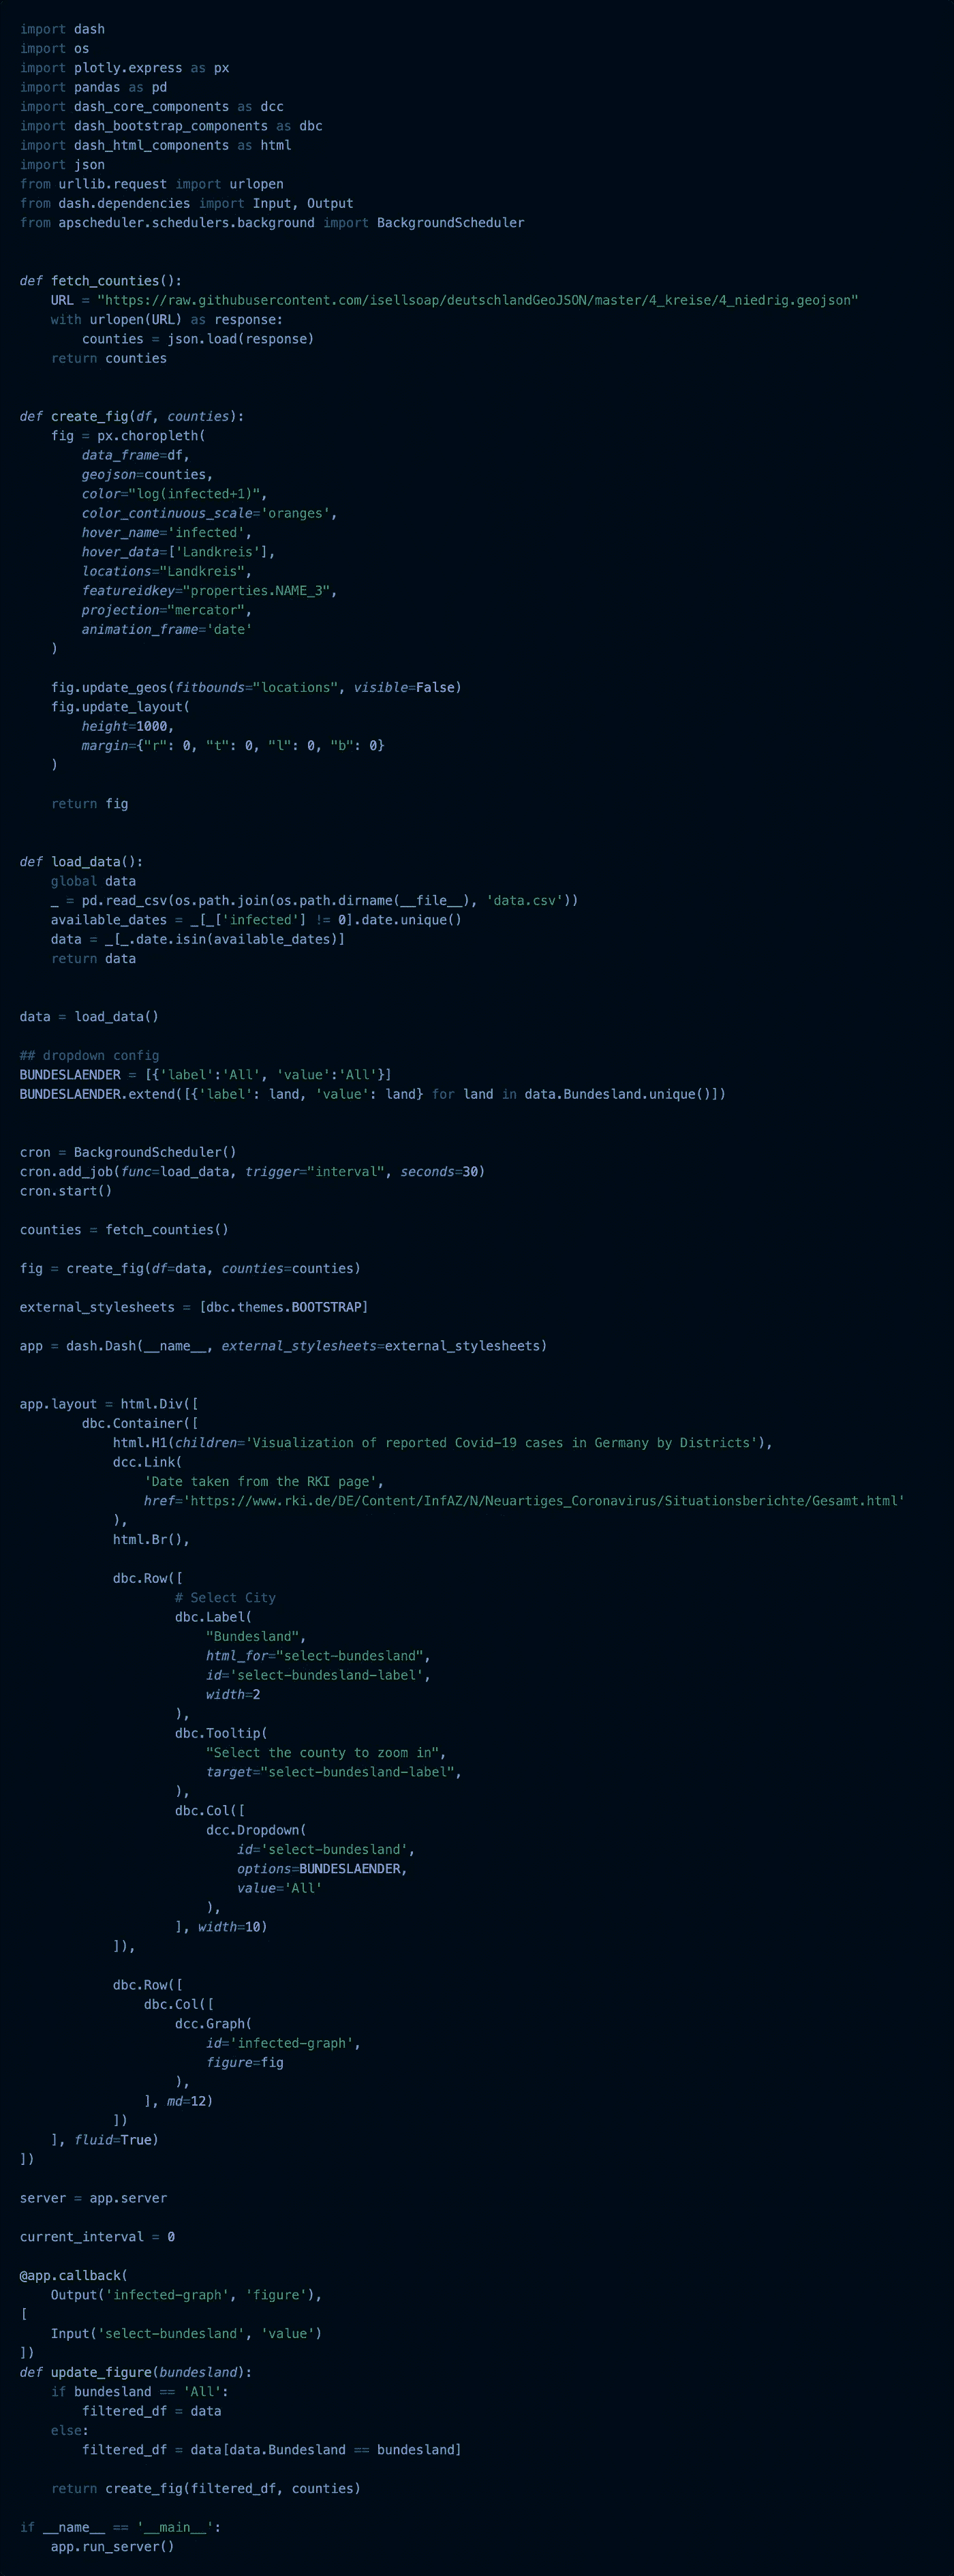 import dash
import os
import plotly.express as px
import pandas as pd
import dash_core_components as dcc
import dash_bootstrap_components as dbc
import dash_html_components as html
import json
from urllib.request import urlopen
from dash.dependencies import Input, Output
from apscheduler.schedulers.background import BackgroundScheduler


def fetch_counties():
    URL = "https://raw.githubusercontent.com/isellsoap/deutschlandGeoJSON/master/4_kreise/4_niedrig.geojson"
    with urlopen(URL) as response:
        counties = json.load(response)
    return counties


def create_fig(df, counties):
    fig = px.choropleth(
        data_frame=df,
        geojson=counties,
        color="log(infected+1)",
        color_continuous_scale='oranges',
        hover_name='infected',
        hover_data=['Landkreis'],
        locations="Landkreis",
        featureidkey="properties.NAME_3",
        projection="mercator",
        animation_frame='date'
    )

    fig.update_geos(fitbounds="locations", visible=False)
    fig.update_layout(
        height=1000,
        margin={"r": 0, "t": 0, "l": 0, "b": 0}
    )

    return fig


def load_data():
    global data
    _ = pd.read_csv(os.path.join(os.path.dirname(__file__), 'data.csv'))
    available_dates = _[_['infected'] != 0].date.unique()
    data = _[_.date.isin(available_dates)]
    return data


data = load_data()

## dropdown config
BUNDESLAENDER = [{'label':'All', 'value':'All'}]
BUNDESLAENDER.extend([{'label': land, 'value': land} for land in data.Bundesland.unique()])


cron = BackgroundScheduler()
cron.add_job(func=load_data, trigger="interval", seconds=30)
cron.start()

counties = fetch_counties()

fig = create_fig(df=data, counties=counties)

external_stylesheets = [dbc.themes.BOOTSTRAP]

app = dash.Dash(__name__, external_stylesheets=external_stylesheets)


app.layout = html.Div([
        dbc.Container([
            html.H1(children='Visualization of reported Covid-19 cases in Germany by Districts'),
            dcc.Link(
                'Date taken from the RKI page',
                href='https://www.rki.de/DE/Content/InfAZ/N/Neuartiges_Coronavirus/Situationsberichte/Gesamt.html'
            ),
            html.Br(),

            dbc.Row([
                    # Select City
                    dbc.Label(
                        "Bundesland",
                        html_for="select-bundesland",
                        id='select-bundesland-label',
                        width=2
                    ),
                    dbc.Tooltip(
                        "Select the county to zoom in",
                        target="select-bundesland-label",
                    ),
                    dbc.Col([
                        dcc.Dropdown(
                            id='select-bundesland',
                            options=BUNDESLAENDER,
                            value='All'
                        ),
                    ], width=10)
            ]),

            dbc.Row([
                dbc.Col([
                    dcc.Graph(
                        id='infected-graph',
                        figure=fig
                    ),
                ], md=12)
            ])
    ], fluid=True)
])

server = app.server

current_interval = 0

@app.callback(
    Output('infected-graph', 'figure'),
[
    Input('select-bundesland', 'value')
])
def update_figure(bundesland):
    if bundesland == 'All':
        filtered_df = data
    else:
        filtered_df = data[data.Bundesland == bundesland]

    return create_fig(filtered_df, counties)

if __name__ == '__main__':
    app.run_server()